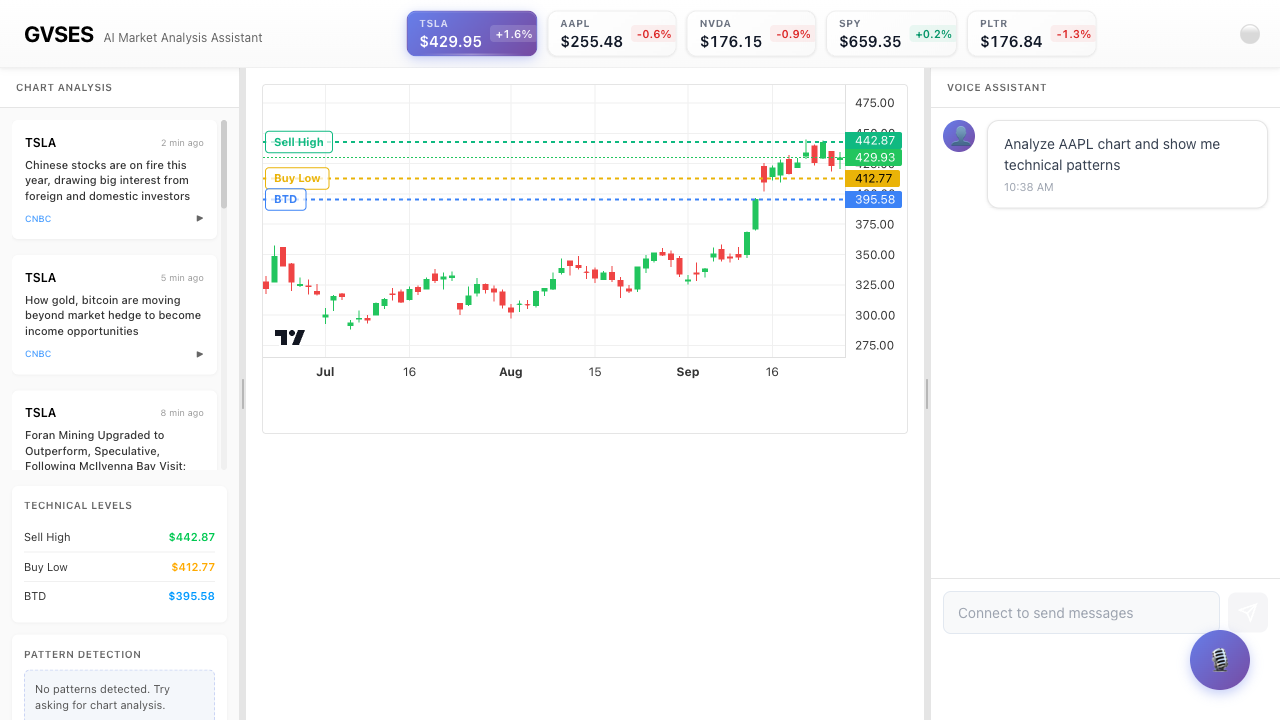 GVSES AI Market Analysis Assistant
TSLA
$429.95 +1.6%
AAPL
$255.48 -0.6%
NVDA
$176.15 -0.9%
SPY
$659.35 +0.2%
PLTR
$176.84 -1.3%
CHART ANALYSIS
TSLA 2 min ago
Chinese stocks are on fire this
year, drawing big interest from
foreign and domestic investors
CNBC
TSLA 5 min ago
How gold, bitcoin are moving
beyond market hedge to become
income opportunities
CNBC
TSLA 8 min ago
Foran Mining Upgraded to
Outperform, Speculative,
Following McIlvenna Bay Visit:
TECHNICAL LEVELS
Sell High $442.87
Buy Low $412.77
BTD $395.58
PATTERN DETECTION
No patterns detected. Try
asking for chart analysis.
Sell High
Buy Low
BTD
475.00
442.87
429.93
412.77
395.58
375.00
350.00
325.00
300.00
275.00
Jul 16 Aug 15 Sep 16
VOICE ASSISTANT
Analyze AAPL chart and show me
technical patterns
10:38 AM
Connect to send messages